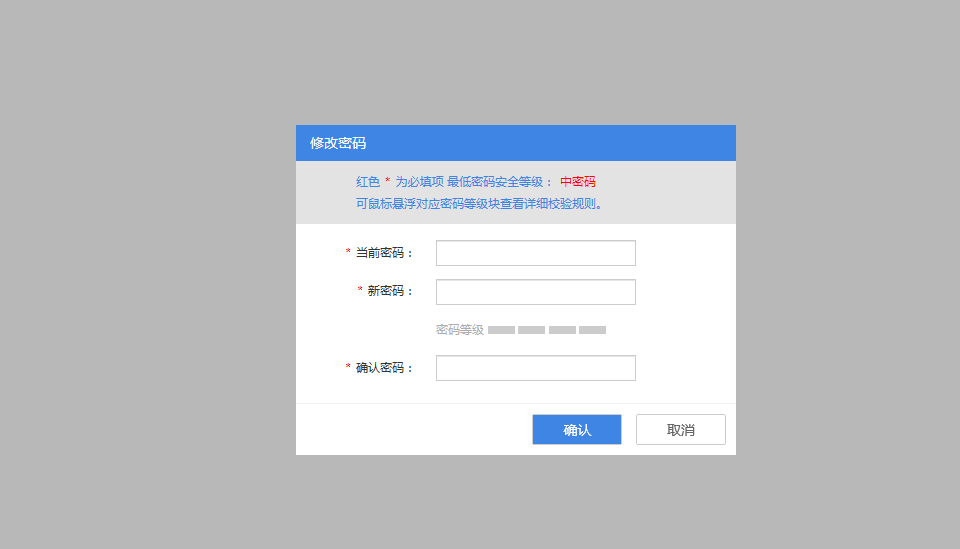 修改密码
红色 * 为必填项 最低密码安全等级： 中密码
可鼠标悬浮对应密码等级块查看详细校验规则。
* 当前密码：
* 新密码：
密码等级
* 确认密码：
确认 取消